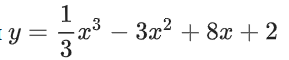 y = \frac{1}{3}x^3 - 3x^2 + 8x + 2